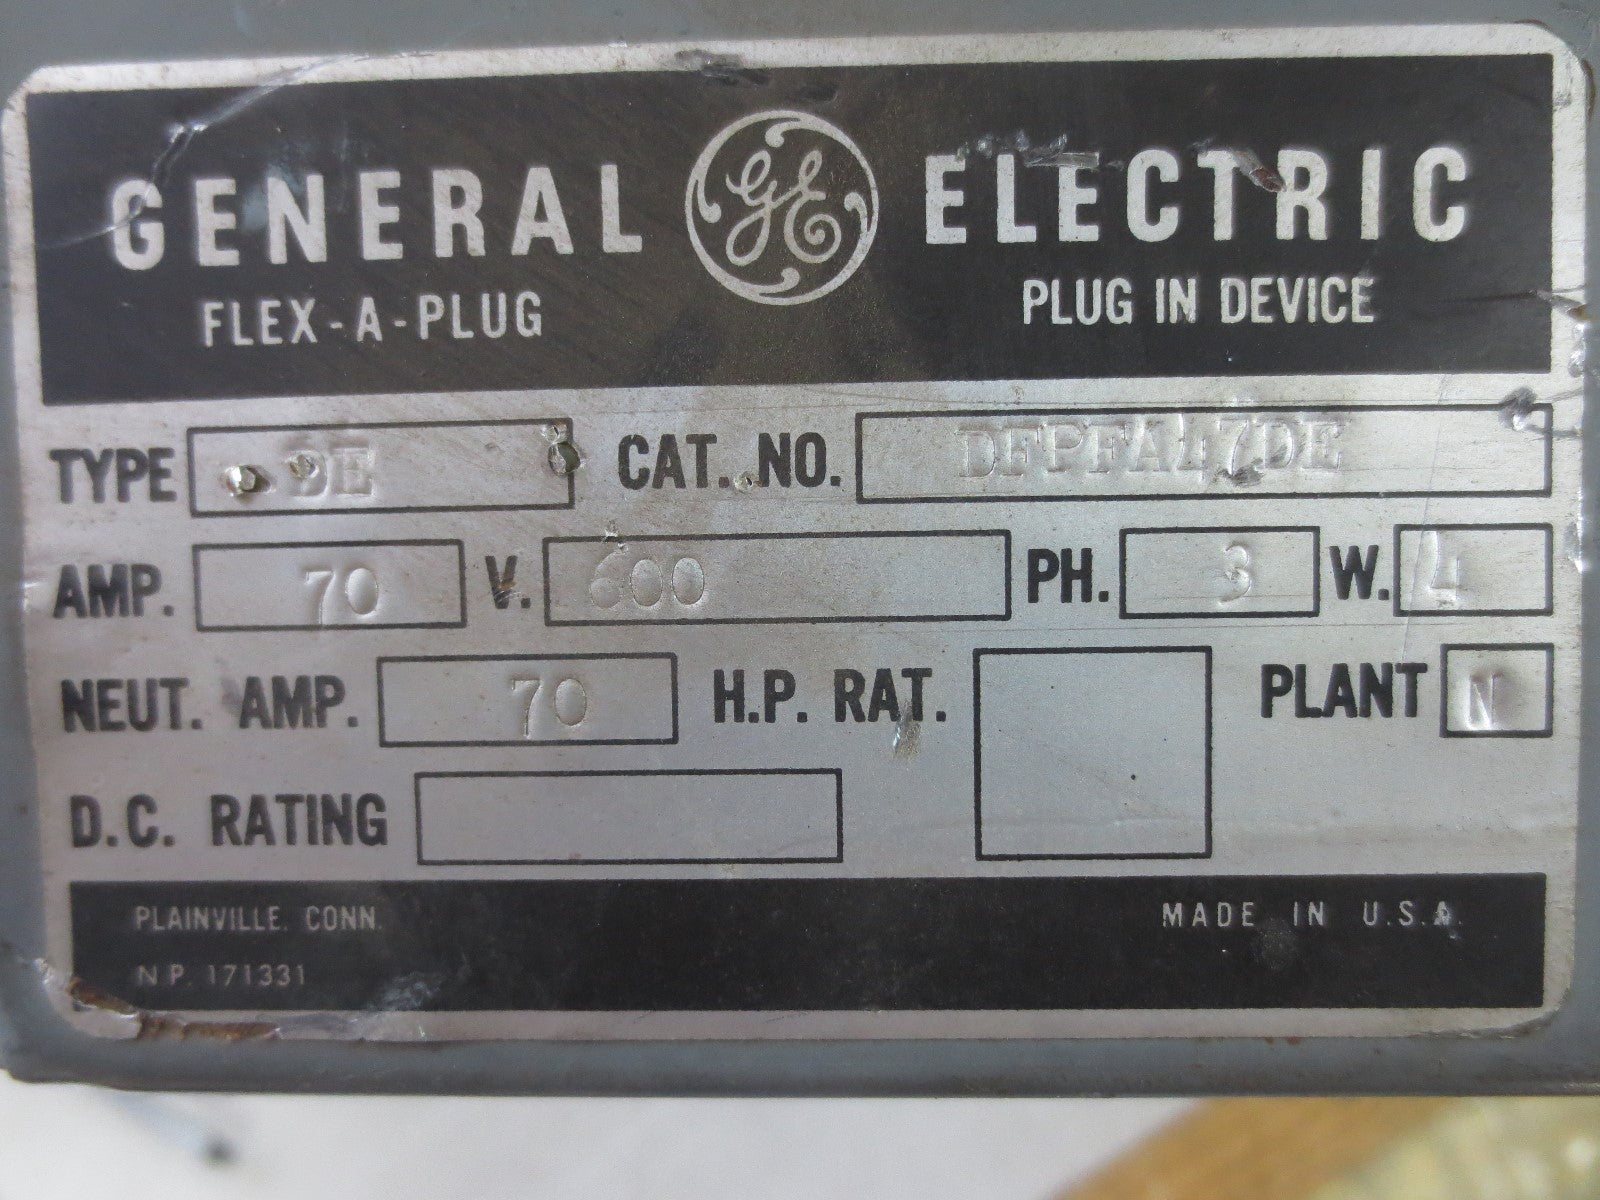 GENERAL GE ELECTRIC
FLEX-A-PLUG PLUG IN DEVICE
TYPE DE CAT. NO. DFPFA147DE
AMP. 70 V. 600 PH. 3 W. 4
NEUT. AMP. 70 H.P. RAT. PLANT N
D.C. RATING
PLAINVILLE. CONN. MADE IN U.S.A.
N P. 171331